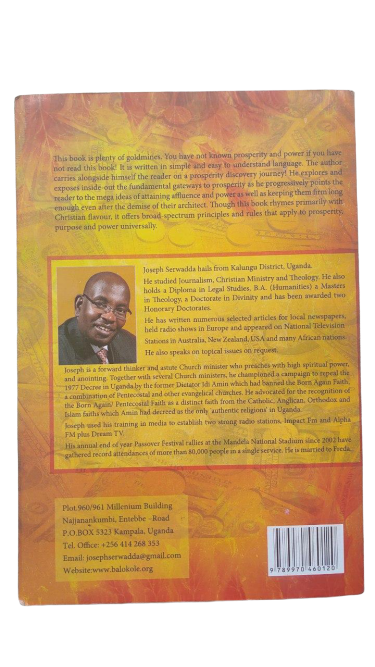 This book is plenty of goldmines. You have not known prosperity and power if you have
not read this book! It is written in simple and easy to understand language. The author
carries alongside himself the reader on a prosperity discovery journey! He explores and
exposes inside-out the fundamental gateways to prosperity as he progressively points the
reader to the mega ideas of attaining affluence and power as well as keeping them firm long
enough even after the demise of their architect. Though this book rhymes primarily with
Christian flavour, it offers broad-spectrum principles and rules that apply to prosperity,
purpose and power universally.
Joseph Serwadda hails from Kalungu District, Uganda.
He studied Journalism, Christian Ministry and Theology. He also
holds a Diploma in Legal Studies, B.A. (Humanities) a Masters
in Theology, a Doctorate in Divinity and has been awarded two
Honorary Doctorates.
He has written numerous selected articles for local newspapers,
held radio shows in Europe and appeared on National Television
Stations in Australia, New Zealand, USA and many African nations.
He also speaks on topical issues on request.
Joseph is a forward thinker and astute Church minister who preaches with high spiritual power,
and anointing. Together with several Church ministers, he championed a campaign to repeal the
1977 Decree in Uganda by the former Dictator Idi Amin which had banned the Born Again Faith,
a combination of Pentecostal and other evangelical churches. He advocated for the recognition of
the Born Again/ Pentecostal Faith as a distinct faith from the Catholic, Anglican, Orthodox and
Islam faiths which Amin had decreed as the only 'authentic religions' in Uganda.
Joseph used his training in media to establish two strong radio stations, Impact Fm and Alpha
FM plus Dream TV.
His annual end of year Passover Festival rallies at the Mandela National Stadium since 2002 have
gathered record attendances of more than 80,000 people in a single service. He is married to Freda.
Plot 960/961 Millenium Building
Najjanankumbi, Entebbe - Road
P.O BOX 5323 Kampala, Uganda
Tel. Office: +256 414 268 353
Email: josephserwadda@gmail.com
Website:www.balokole.org
9 789970 460120